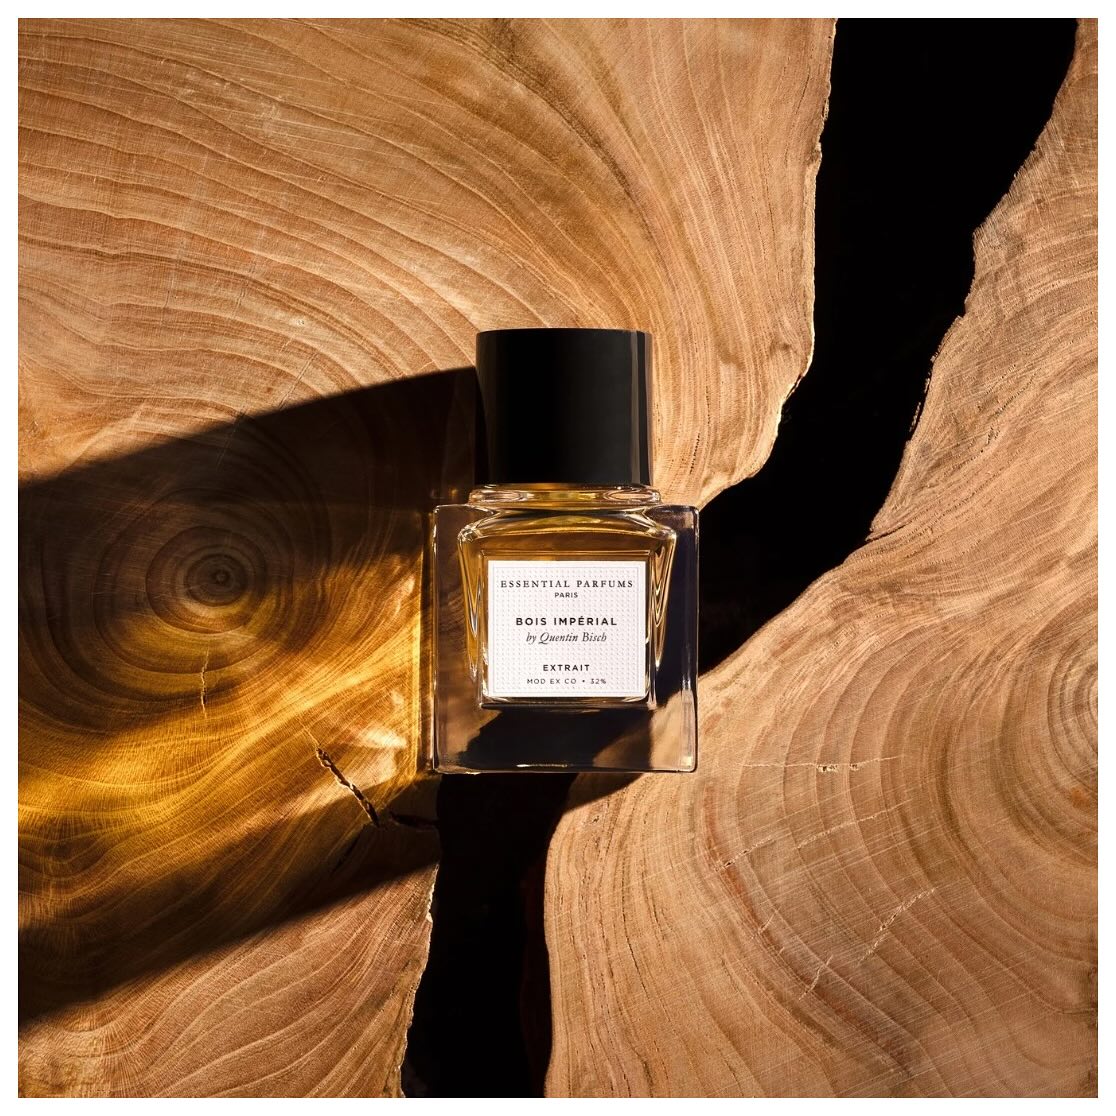 ESSENTIAL PARFUMS
PARIS
BOIS IMPÉRIAL
by Quentin Bisch
EXTRAIT
MOD EX CO • 32%